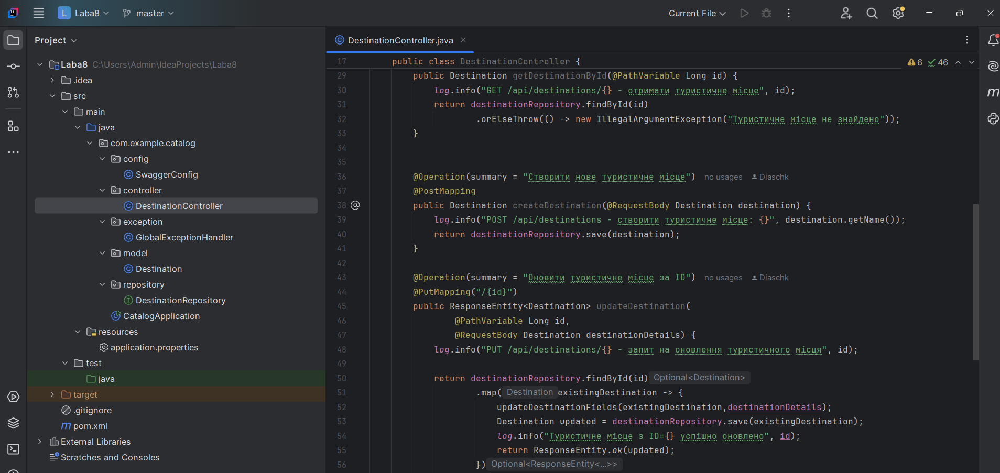 L Laba8 master Current File
Project
Laba8 C:\Users\Admin\IdeaProjects\Laba8
.idea
src
main
java
com.example.catalog
config
SwaggerConfig
controller
DestinationController
exception
GlobalExceptionHandler
model
Destination
repository
DestinationRepository
CatalogApplication
resources
application.properties
test
java
target
.gitignore
pom.xml
External Libraries
Scratches and Consoles
DestinationController.java
6 46
17 public class DestinationController {
29 public Destination getDestinationById(@PathVariable Long id) {
30 log.info("GET /api/destinations/{} - отримати туристичне місце", id);
31 return destinationRepository.findById(id)
32 .orElseThrow(() -> new IllegalArgumentException("Туристичне місце не знайдено"));
33 }
34
35
36 @Operation(summary = "Створити нове туристичне місце") no usages Diaschk
37 @PostMapping
38 public Destination createDestination(@RequestBody Destination destination) {
39 log.info("POST /api/destinations - створити туристичне місце: {}", destination.getName());
40 return destinationRepository.save(destination);
41 }
42
43 @Operation(summary = "Оновити туристичне місце за ID") no usages Diaschk
44 @PutMapping("/{id}")
45 public ResponseEntity<Destination> updateDestination(
46 @PathVariable Long id,
47 @RequestBody Destination destinationDetails) {
48 log.info("PUT /api/destinations/{} - запит на оновлення туристичного місця", id);
49
50 return destinationRepository.findById(id) Optional<Destination>
51 .map( Destination existingDestination -> {
52 updateDestinationFields(existingDestination,destinationDetails);
53 Destination updated = destinationRepository.save(existingDestination);
54 log.info("Туристичне місце з ID={} успішно оновлено", id);
55 return ResponseEntity.ok(updated);
56 }) Optional<ResponseEntity<...>>